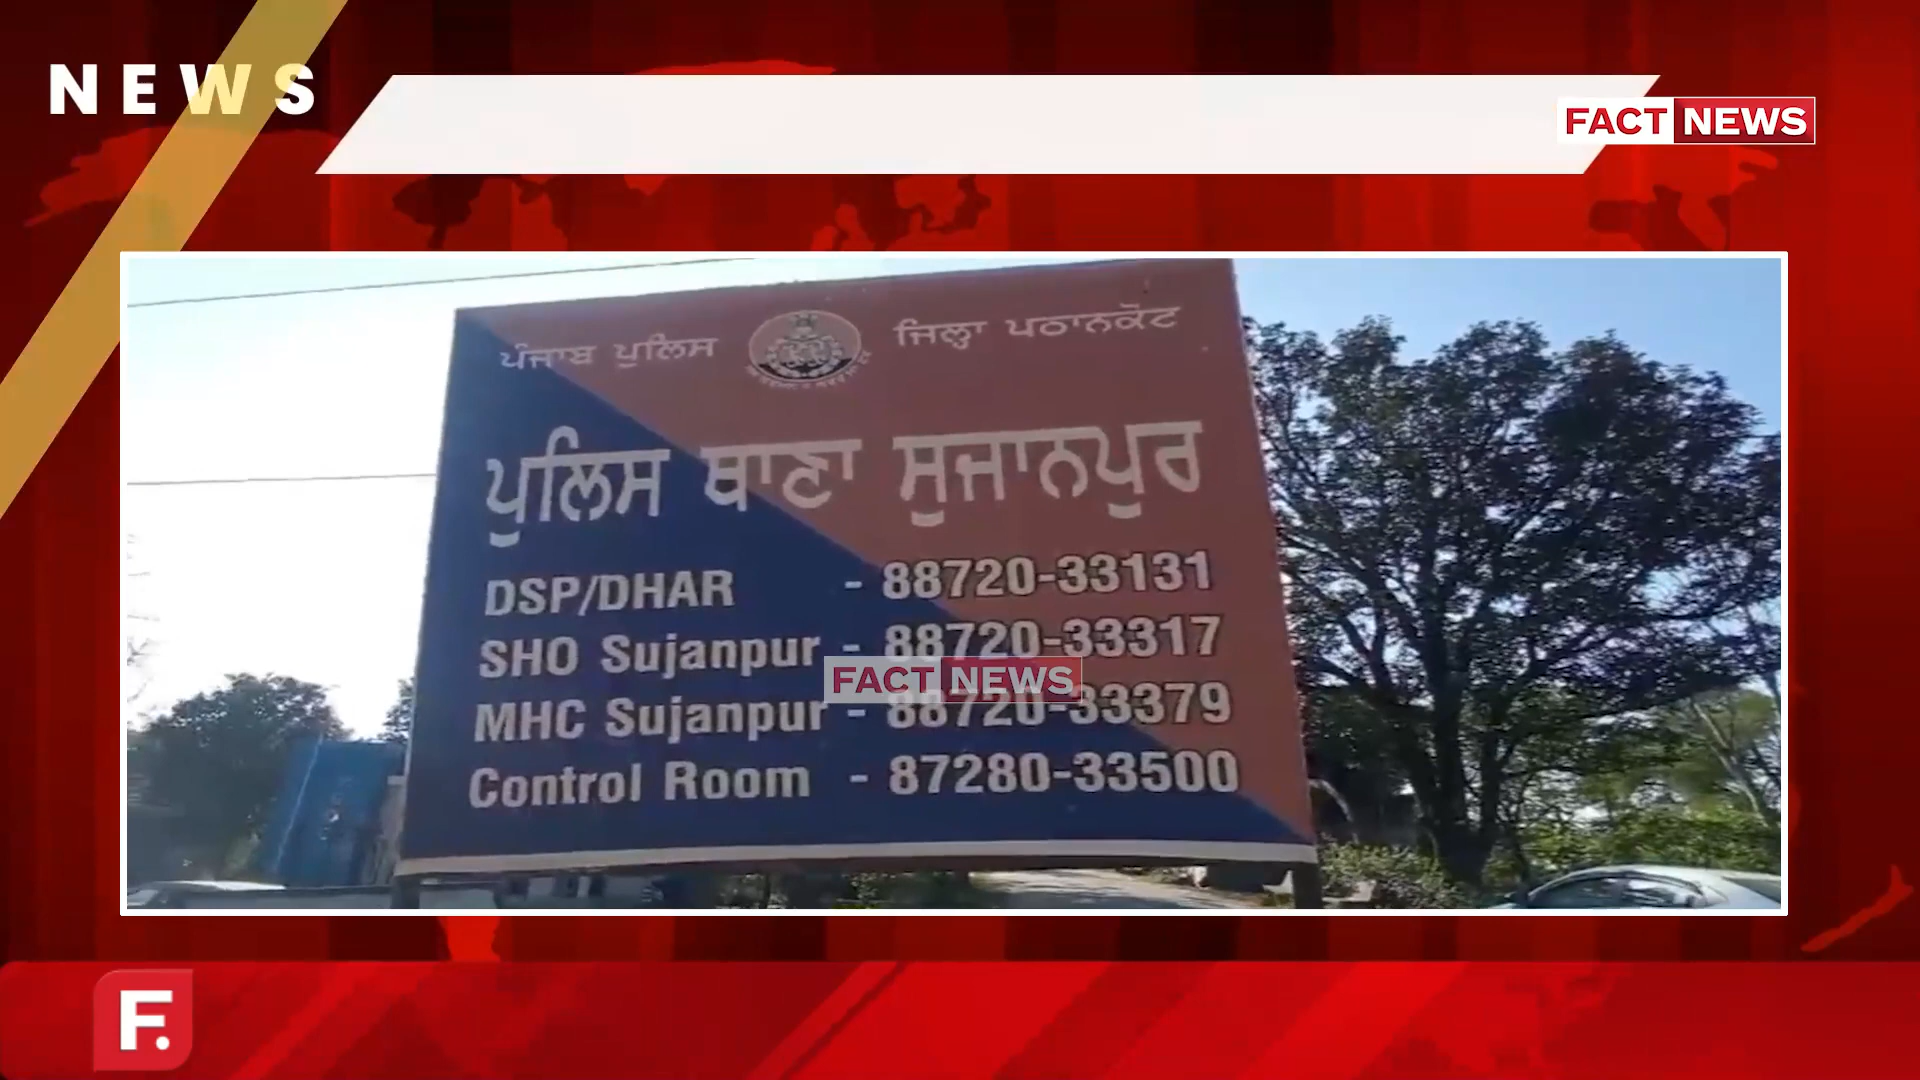 NEWS
FACT NEWS
ਪੰਜਾਬ ਪੁਲਿਸ ਜਿਲ੍ਹਾ ਪਠਾਨਕੋਟ
ਪੁਲਿਸ ਥਾਣਾ ਸੁਜਾਨਪੁਰ
DSP/DHAR - 88720-33131
SHO Sujanpur - 88720-33317
FACT NEWS
MHC Sujanpur - 88720-33379
Control Room - 87280-33500
F.